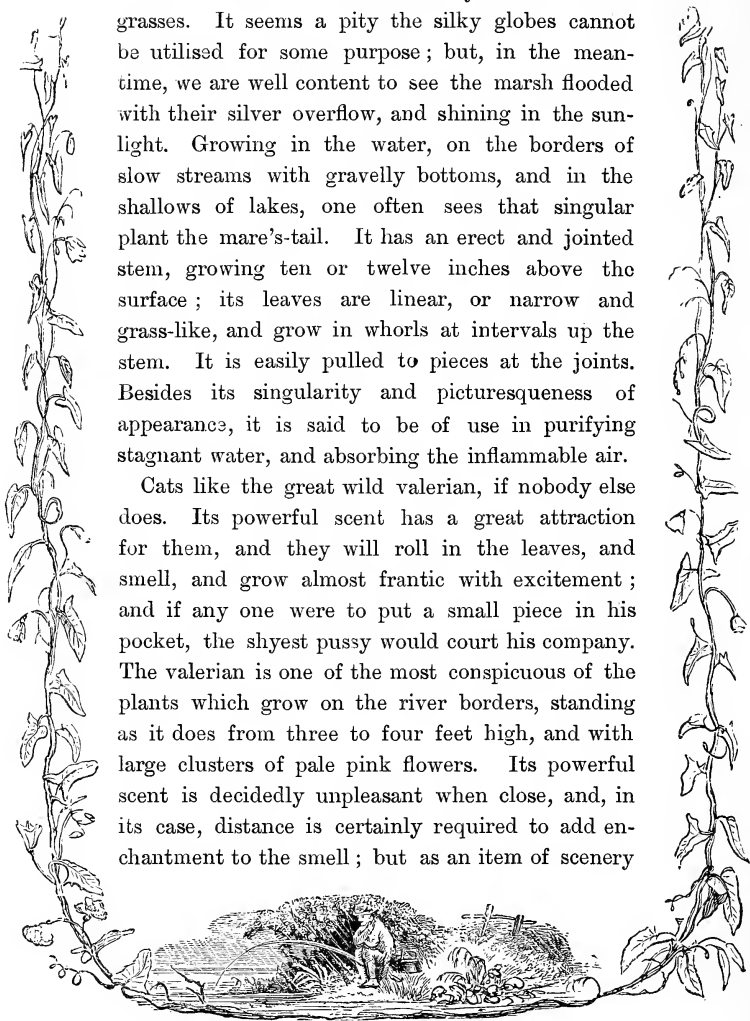 grasses. It seems a pity the silky globes cannot
be utilised for some purpose; but, in the mean-
time, we are well content to see the marsh flooded
with their silver overflow, and shining in the sun-
light. Growing in the water, on the borders of
slow streams with gravelly bottoms, and in the
shallows of lakes, one often sees that singular
plant the mare's-tail. It has an erect and jointed
stem, growing ten or twelve inches above the
surface; its leaves are linear, or narrow and
grass-like, and grow in whorls at intervals up the
stem. It is easily pulled to pieces at the joints.
Besides its singularity and picturesqueness of
appearance, it is said to be of use in purifying
stagnant water, and absorbing the inflammable air.
Cats like the great wild valerian, if nobody else
does. Its powerful scent has a great attraction
for them, and they will roll in the leaves, and
smell, and grow almost frantic with excitement;
and if any one were to put a small piece in his
pocket, the shyest pussy would court his company.
The valerian is one of the most conspicuous of the
plants which grow on the river borders, standing
as it does from three to four feet high, and with
large clusters of pale pink flowers. Its powerful
scent is decidedly unpleasant when close, and, in
its case, distance is certainly required to add en-
chantment to the smell; but as an item of scenery